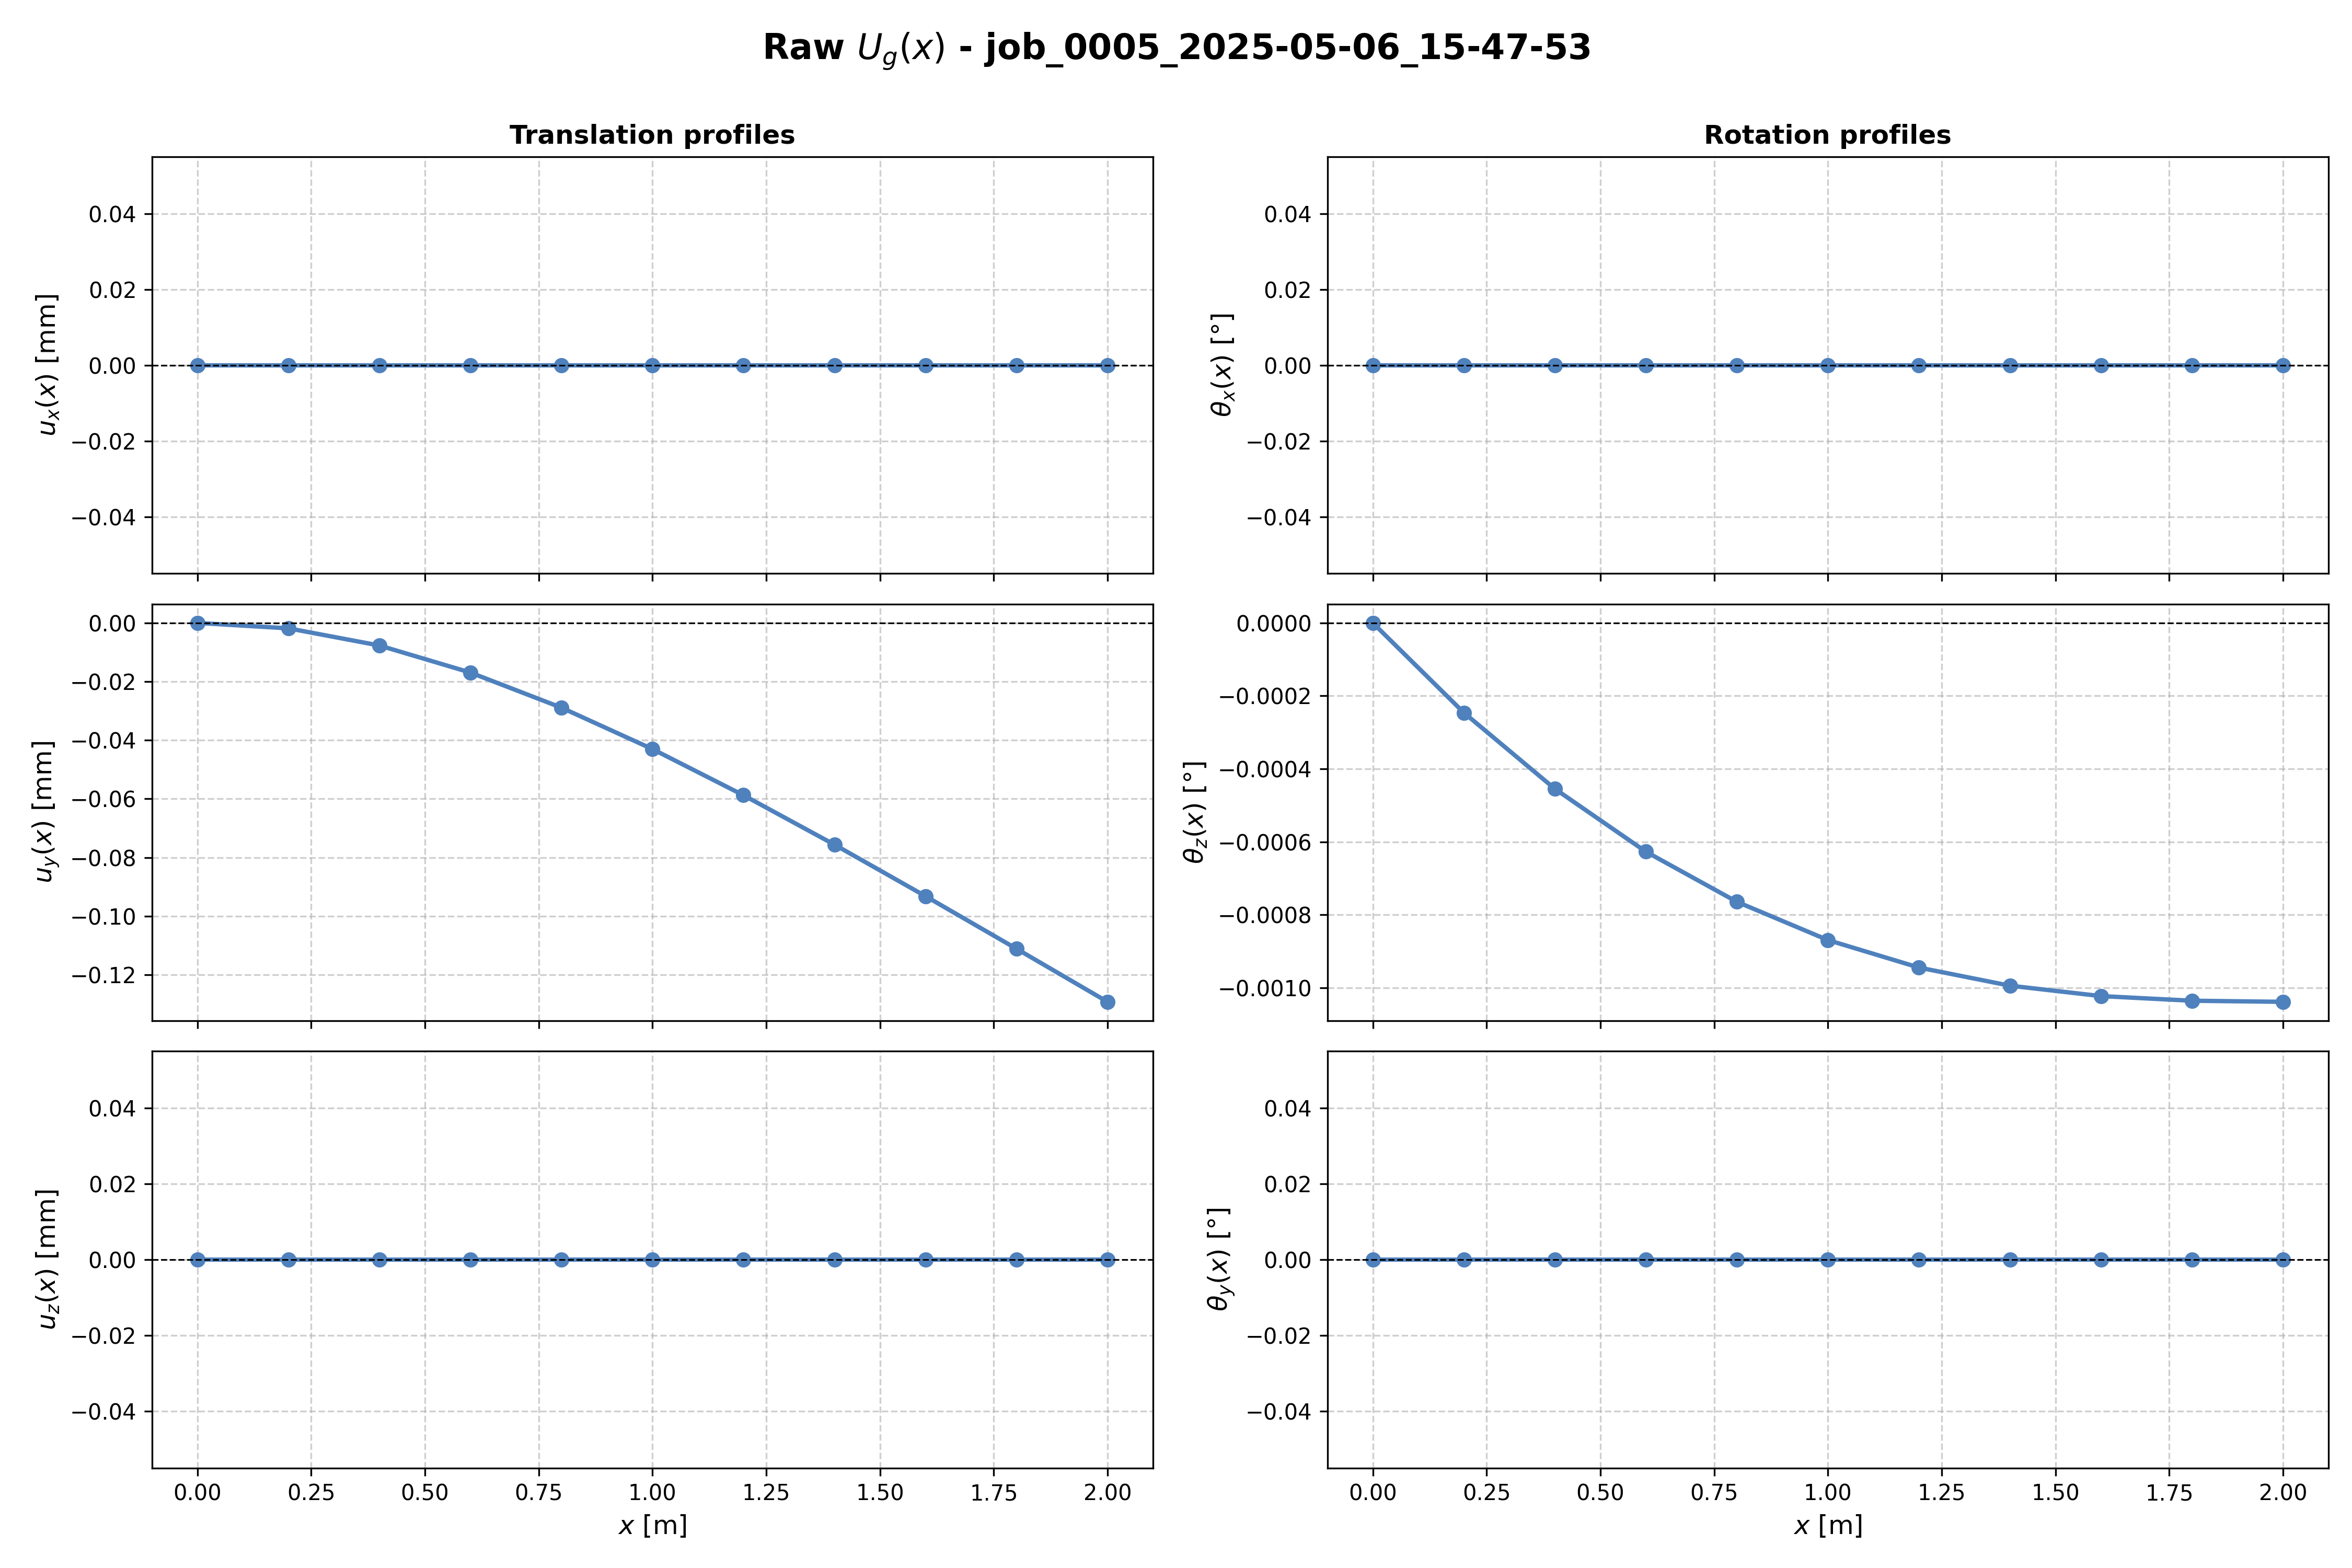 Raw U_g(x) - job_0005_2025-05-06_15-47-53
Translation profiles
Rotation profiles
u_x(x) [mm]
0.04
0.02
0.00
−0.02
−0.04
θ_x(x) [°]
0.04
0.02
0.00
−0.02
−0.04
u_y(x) [mm]
0.00
−0.02
−0.04
−0.06
−0.08
−0.10
−0.12
θ_z(x) [°]
0.0000
−0.0002
−0.0004
−0.0006
−0.0008
−0.0010
u_z(x) [mm]
0.04
0.02
0.00
−0.02
−0.04
0.00 0.25 0.50 0.75 1.00 1.25 1.50 1.75 2.00
x [m]
θ_y(x) [°]
0.04
0.02
0.00
−0.02
−0.04
0.00 0.25 0.50 0.75 1.00 1.25 1.50 1.75 2.00
x [m]